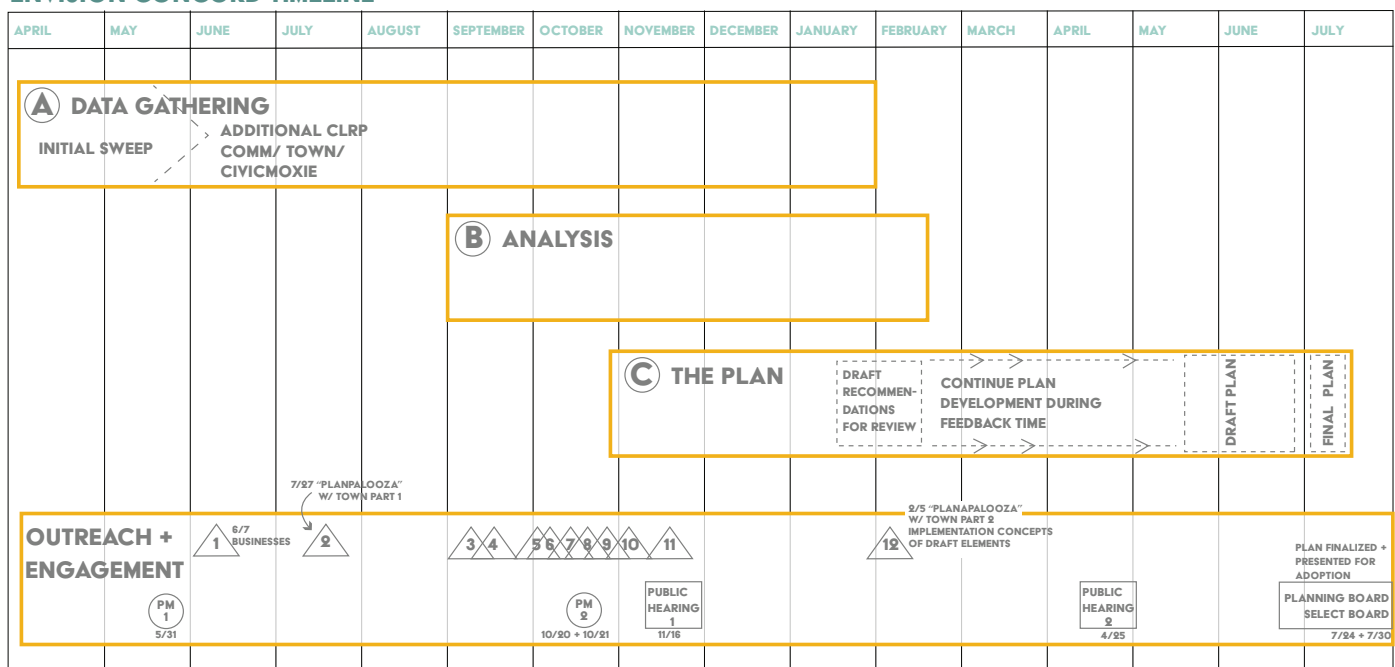 ENVISION CONCORD TIMELINE
APRIL MAY JUNE JULY AUGUST SEPTEMBER OCTOBER NOVEMBER DECEMBER JANUARY FEBRUARY MARCH APRIL MAY JUNE JULY
A DATA GATHERING
INITIAL SWEEP
ADDITIONAL CLRP
COMM/ TOWN/
CIVICMOXIE
B ANALYSIS
C THE PLAN
DRAFT
RECOMMEN-
DATIONS
FOR REVIEW
CONTINUE PLAN
DEVELOPMENT DURING
FEEDBACK TIME
DRAFT PLAN
FINAL PLAN
OUTREACH +
ENGAGEMENT
1
6/7
BUSINESSES
7/27 "PLANPALOOZA"
W/ TOWN PART 1
2
3 4 5 6 7 8 9 10 11
12
2/5 "PLANAPALOOZA"
W/ TOWN PART 2
IMPLEMENTATION CONCEPTS
OF DRAFT ELEMENTS
PM
1
5/31
PM
2
10/20 + 10/21
PUBLIC
HEARING
1
11/16
PUBLIC
HEARING
2
4/25
PLAN FINALIZED +
PRESENTED FOR
ADOPTION
PLANNING BOARD
SELECT BOARD
7/24 + 7/30